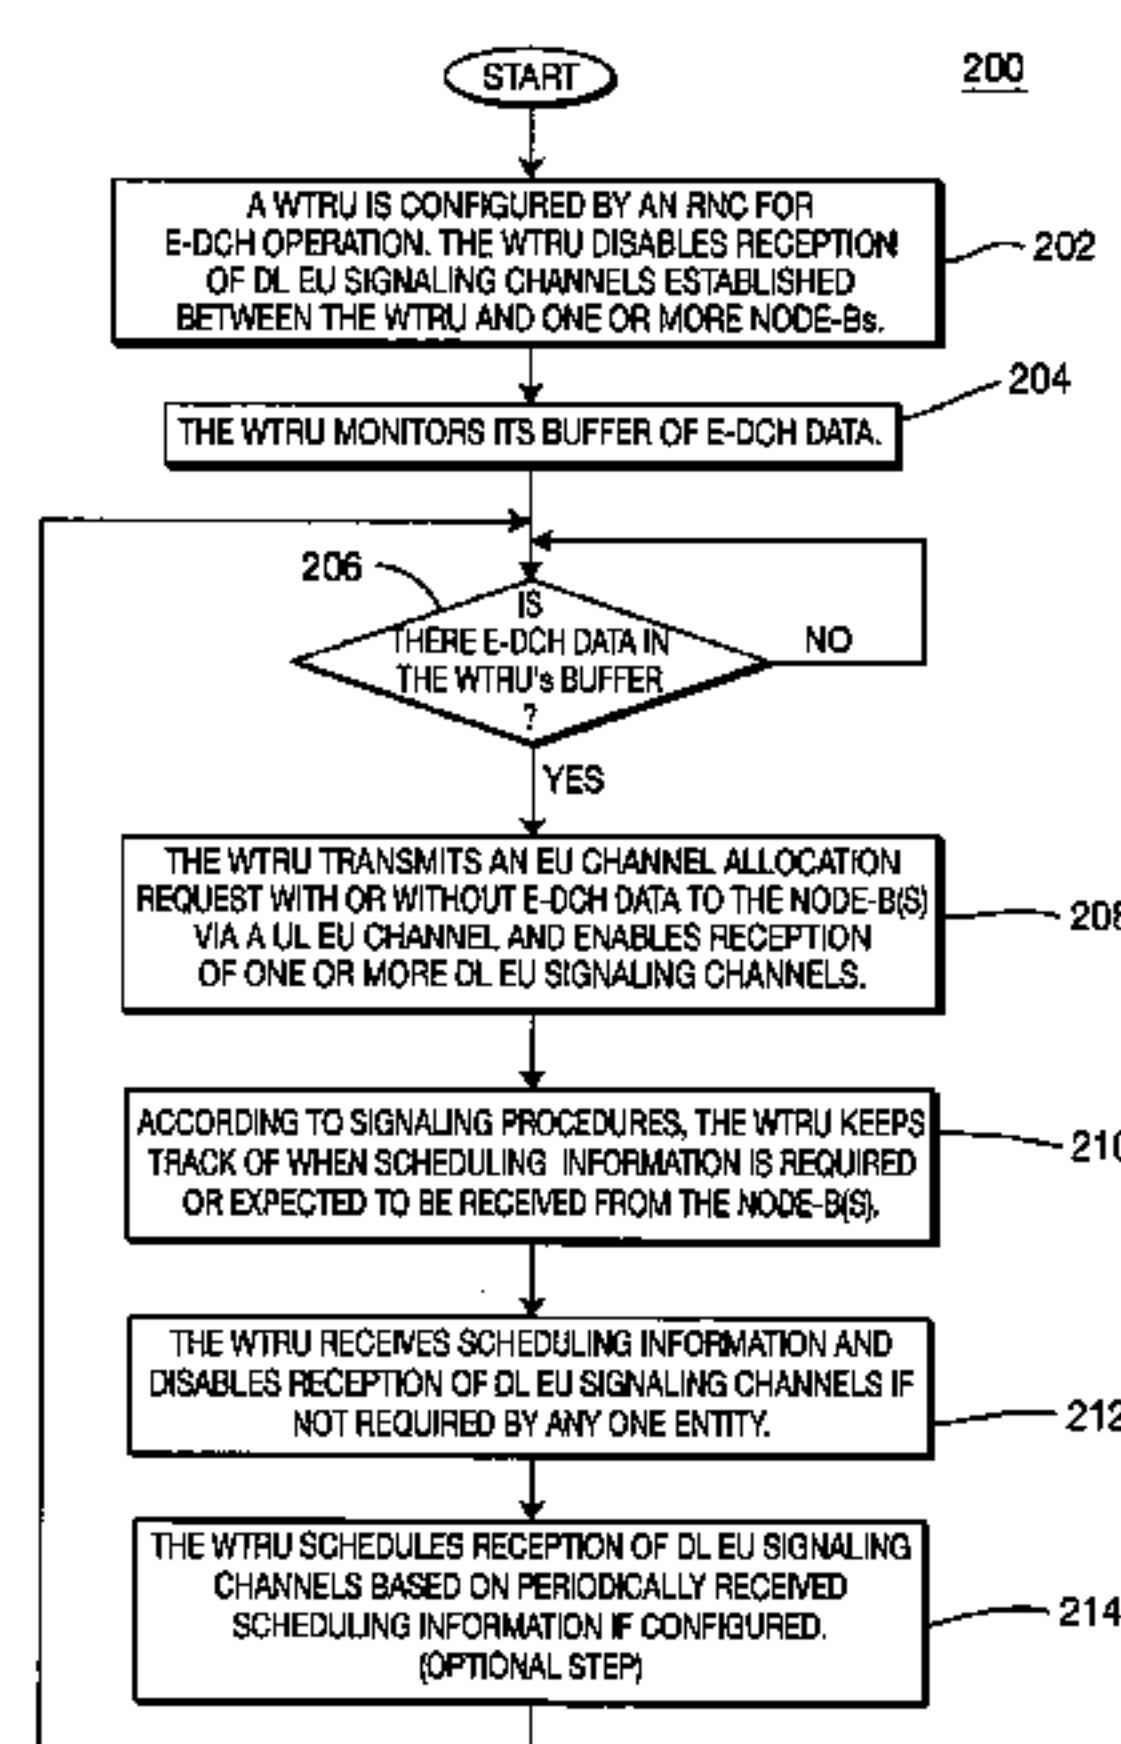 START
200
A WTRU IS CONFIGURED BY AN RNC FOR
E-DCH OPERATION. THE WTRU DISABLES RECEPTION
OF DL EU SIGNALING CHANNELS ESTABLISHED
BETWEEN THE WTRU AND ONE OR MORE NODE-Bs.
202
204
THE WTRU MONITORS ITS BUFFER OF E-DCH DATA.
206
IS
THERE E-DCH DATA IN
THE WTRU's BUFFER
?
NO
YES
THE WTRU TRANSMITS AN EU CHANNEL ALLOCATION
REQUEST WITH OR WITHOUT E-DCH DATA TO THE NODE-B(S)
VIA A UL EU CHANNEL AND ENABLES RECEPTION
OF ONE OR MORE DL EU SIGNALING CHANNELS.
208
ACCORDING TO SIGNALING PROCEDURES, THE WTRU KEEPS
TRACK OF WHEN SCHEDULING INFORMATION IS REQUIRED
OR EXPECTED TO BE RECEIVED FROM THE NODE-B(S).
210
THE WTRU RECEIVES SCHEDULING INFORMATION AND
DISABLES RECEPTION OF DL EU SIGNALING CHANNELS IF
NOT REQUIRED BY ANY ONE ENTITY.
212
THE WTRU SCHEDULES RECEPTION OF DL EU SIGNALING
CHANNELS BASED ON PERIODICALLY RECEIVED
SCHEDULING INFORMATION IF CONFIGURED.
(OPTIONAL STEP)
214